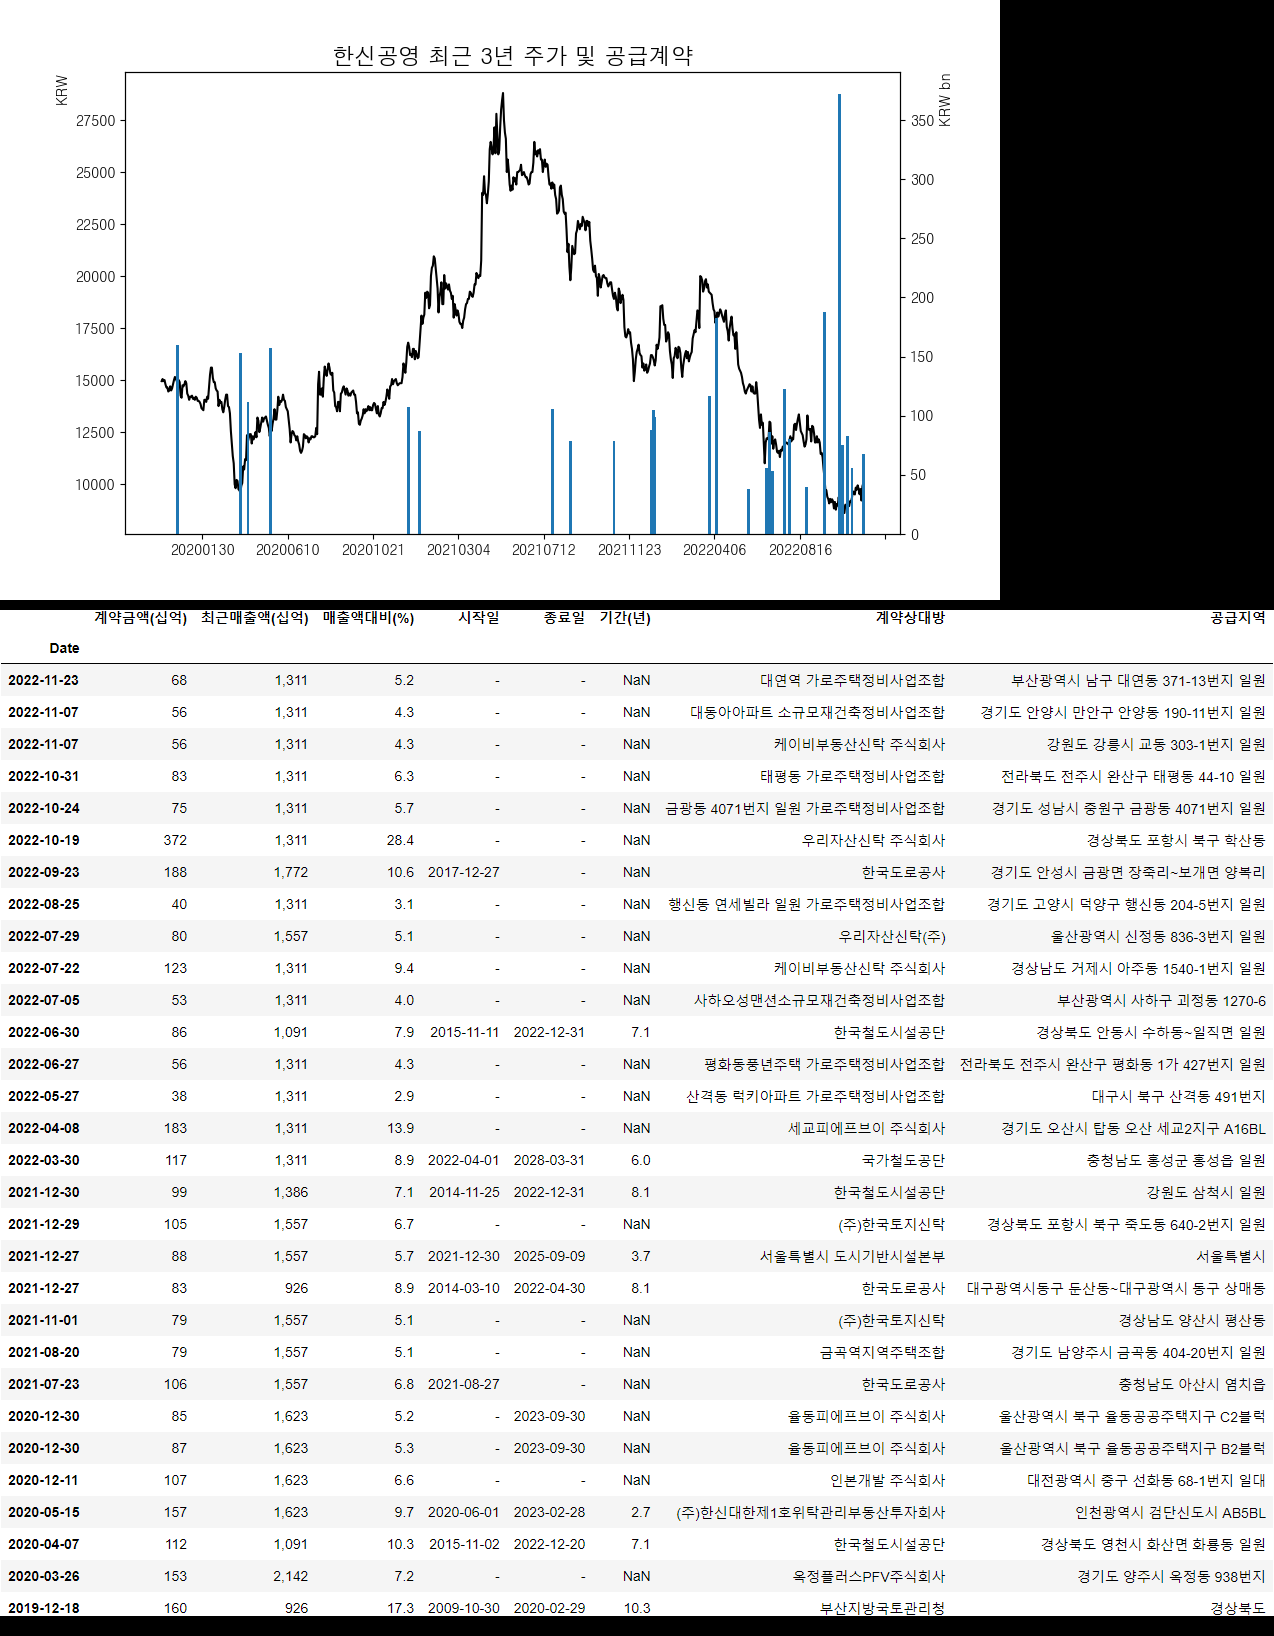 한신공영 최근 3년 주가 및 공급계약
KRW
KRW bn
27500
25000
22500
20000
17500
15000
12500
10000
350
300
250
200
150
100
50
0
20200130 20200610 20201021 20210304 20210712 20211123 20220406 20220816
계약금액(십억) 최근매출액(십억) 매출액대비(%) 시작일 종료일 기간(년) 계약상대방 공급지역
Date
2022-11-23 68 1,311 5.2 - - NaN 대연역 가로주택정비사업조합 부산광역시 남구 대연동 371-13번지 일원
2022-11-07 56 1,311 4.3 - - NaN 대동아아파트 소규모재건축정비사업조합 경기도 안양시 만안구 안양동 190-11번지 일원
2022-11-07 56 1,311 4.3 - - NaN 케이비부동산신탁 주식회사 강원도 강릉시 교동 303-1번지 일원
2022-10-31 83 1,311 6.3 - - NaN 태평동 가로주택정비사업조합 전라북도 전주시 완산구 태평동 44-10 일원
2022-10-24 75 1,311 5.7 - - NaN 금광동 4071번지 일원 가로주택정비사업조합 경기도 성남시 중원구 금광동 4071번지 일원
2022-10-19 372 1,311 28.4 - - NaN 우리자산신탁 주식회사 경상북도 포항시 북구 학산동
2022-09-23 188 1,772 10.6 2017-12-27 - NaN 한국도로공사 경기도 안성시 금광면 장죽리~보개면 양복리
2022-08-25 40 1,311 3.1 - - NaN 행신동 연세빌라 일원 가로주택정비사업조합 경기도 고양시 덕양구 행신동 204-5번지 일원
2022-07-29 80 1,557 5.1 - - NaN 우리자산신탁(주) 울산광역시 신정동 836-3번지 일원
2022-07-22 123 1,311 9.4 - - NaN 케이비부동산신탁 주식회사 경상남도 거제시 아주동 1540-1번지 일원
2022-07-05 53 1,311 4.0 - - NaN 사하오성맨션소규모재건축정비사업조합 부산광역시 사하구 괴정동 1270-6
2022-06-30 86 1,091 7.9 2015-11-11 2022-12-31 7.1 한국철도시설공단 경상북도 안동시 수하동~일직면 일원
2022-06-27 56 1,311 4.3 - - NaN 평화동풍년주택 가로주택정비사업조합 전라북도 전주시 완산구 평화동 1가 427번지 일원
2022-05-27 38 1,311 2.9 - - NaN 산격동 럭키아파트 가로주택정비사업조합 대구시 북구 산격동 491번지
2022-04-08 183 1,311 13.9 - - NaN 세교피에프브이 주식회사 경기도 오산시 탑동 오산 세교2지구 A16BL
2022-03-30 117 1,311 8.9 2022-04-01 2028-03-31 6.0 국가철도공단 충청남도 홍성군 홍성읍 일원
2021-12-30 99 1,386 7.1 2014-11-25 2022-12-31 8.1 한국철도시설공단 강원도 삼척시 일원
2021-12-29 105 1,557 6.7 - - NaN (주)한국토지신탁 경상북도 포항시 북구 죽도동 640-2번지 일원
2021-12-27 88 1,557 5.7 2021-12-30 2025-09-09 3.7 서울특별시 도시기반시설본부 서울특별시
2021-12-27 83 926 8.9 2014-03-10 2022-04-30 8.1 한국도로공사 대구광역시동구 둔산동~대구광역시 동구 상매동
2021-11-01 79 1,557 5.1 - - NaN (주)한국토지신탁 경상남도 양산시 평산동
2021-08-20 79 1,557 5.1 - - NaN 금곡역지역주택조합 경기도 남양주시 금곡동 404-20번지 일원
2021-07-23 106 1,557 6.8 2021-08-27 - NaN 한국도로공사 충청남도 아산시 염치읍
2020-12-30 85 1,623 5.2 - 2023-09-30 NaN 율동피에프브이 주식회사 울산광역시 북구 율동공공주택지구 C2블럭
2020-12-30 87 1,623 5.3 - 2023-09-30 NaN 율동피에프브이 주식회사 울산광역시 북구 율동공공주택지구 B2블럭
2020-12-11 107 1,623 6.6 - - NaN 인본개발 주식회사 대전광역시 중구 선화동 68-1번지 일대
2020-05-15 157 1,623 9.7 2020-06-01 2023-02-28 2.7 (주)한신대한제1호위탁관리부동산투자회사 인천광역시 검단신도시 AB5BL
2020-04-07 112 1,091 10.3 2015-11-02 2022-12-20 7.1 한국철도시설공단 경상북도 영천시 화산면 화룡동 일원
2020-03-26 153 2,142 7.2 - - NaN 옥정플러스PFV주식회사 경기도 양주시 옥정동 938번지
2019-12-18 160 926 17.3 2009-10-30 2020-02-29 10.3 부산지방국토관리청 경상북도